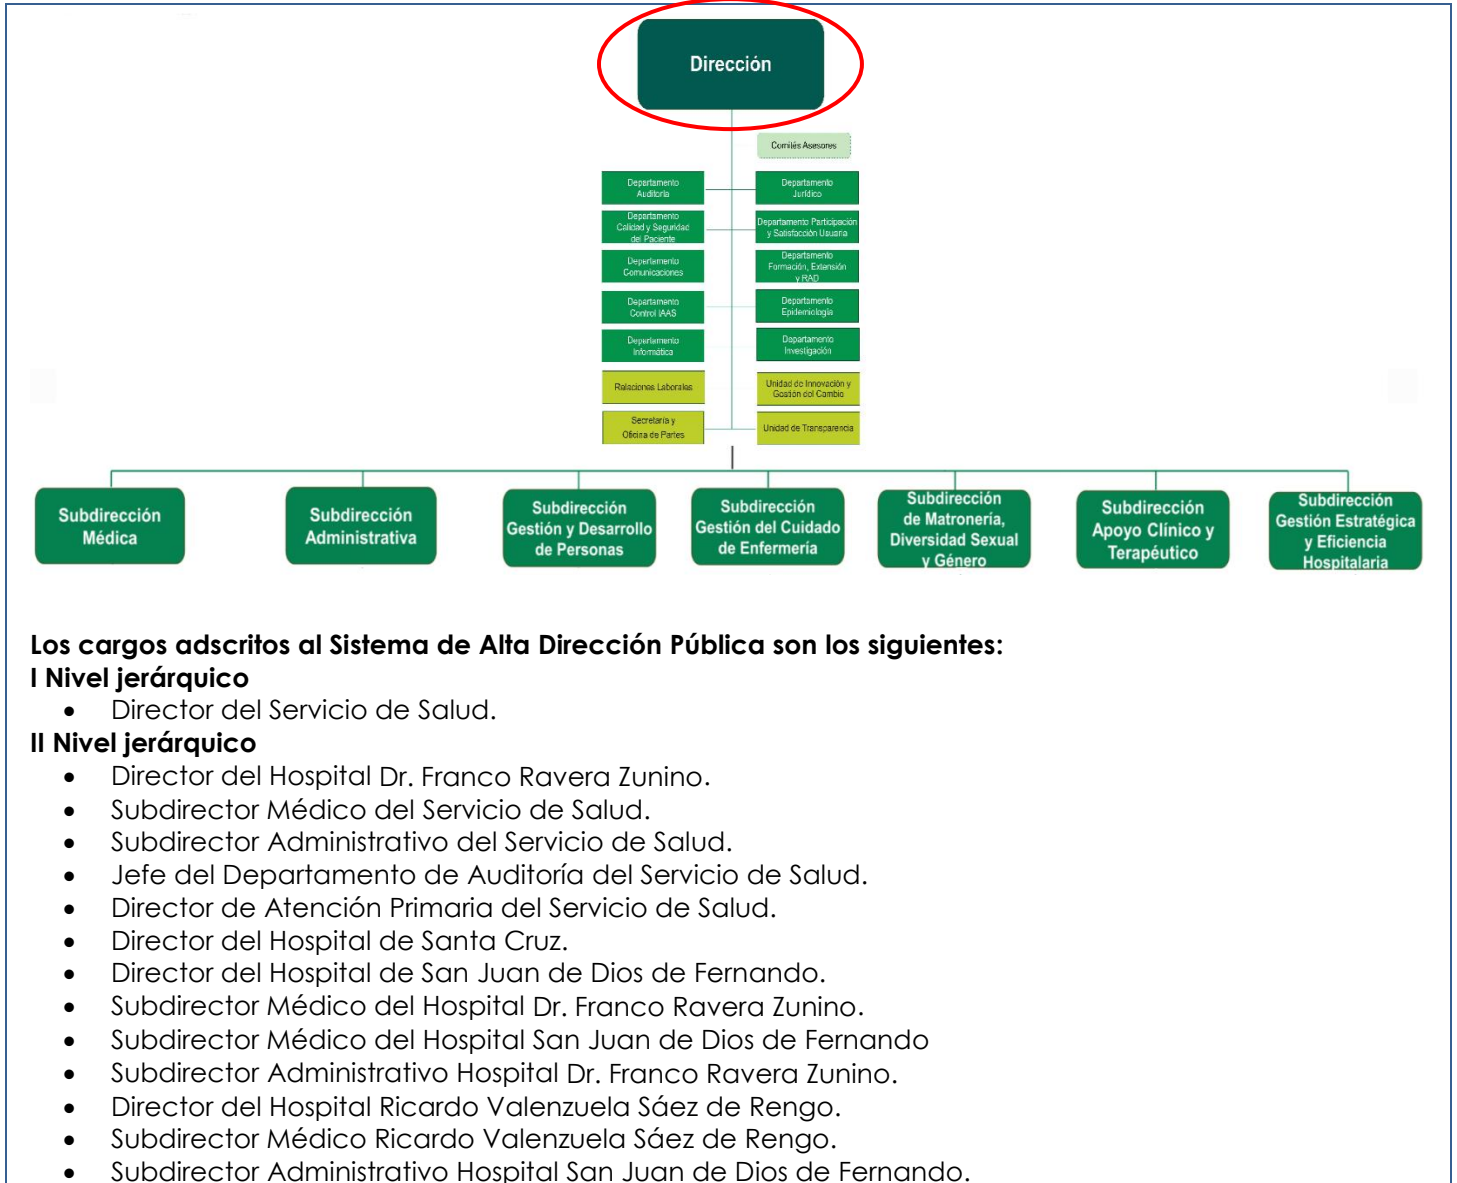 Dirección
Comités Asesores
Departamento
Auditoría
Departamento
Jurídico
Departamento
Calidad y Seguridad
del Paciente
Departamento Participación
y Satisfacción Usuaria
Departamento
Comunicaciones
Departamento
Formación, Extensión
y RAD
Departamento
Control IAAS
Departamento
Epidemiología
Departamento
Informática
Departamento
Investigación
Relaciones Laborales
Unidad de Innovación y
Gestión del Cambio
Secretaría y
Oficina de Partes
Unidad de Transparencia
Subdirección
Médica
Subdirección
Administrativa
Subdirección
Gestión y Desarrollo
de Personas
Subdirección
Gestión del Cuidado
de Enfermería
Subdirección
de Matronería,
Diversidad Sexual
y Género
Subdirección
Apoyo Clínico y
Terapéutico
Subdirección
Gestión Estratégica
y Eficiencia
Hospitalaria
Los cargos adscritos al Sistema de Alta Dirección Pública son los siguientes:
I Nivel jerárquico
• Director del Servicio de Salud.
II Nivel jerárquico
• Director del Hospital Dr. Franco Ravera Zunino.
• Subdirector Médico del Servicio de Salud.
• Subdirector Administrativo del Servicio de Salud.
• Jefe del Departamento de Auditoría del Servicio de Salud.
• Director de Atención Primaria del Servicio de Salud.
• Director del Hospital de Santa Cruz.
• Director del Hospital de San Juan de Dios de Fernando.
• Subdirector Médico del Hospital Dr. Franco Ravera Zunino.
• Subdirector Médico del Hospital San Juan de Dios de Fernando
• Subdirector Administrativo Hospital Dr. Franco Ravera Zunino.
• Director del Hospital Ricardo Valenzuela Sáez de Rengo.
• Subdirector Médico Ricardo Valenzuela Sáez de Rengo.
• Subdirector Administrativo Hospital San Juan de Dios de Fernando.